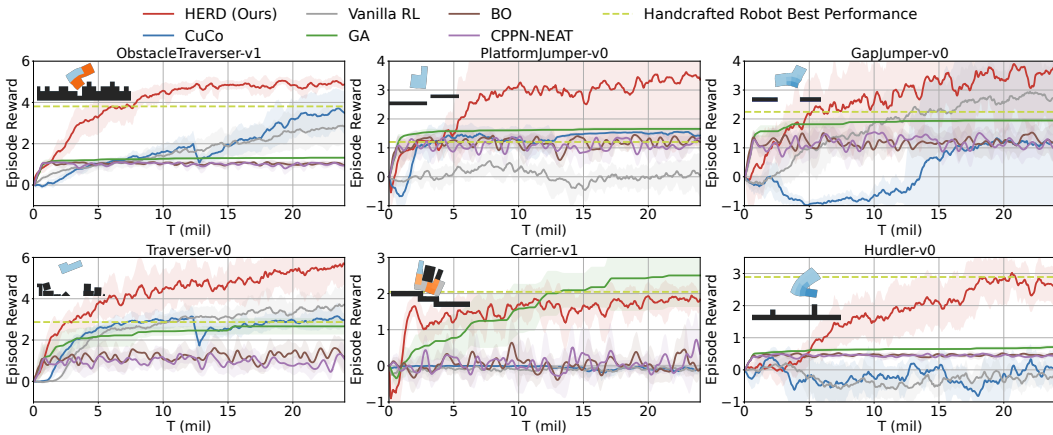 HERD (Ours) Vanilla RL BO Handcrafted Robot Best Performance
CuCo GA CPPN-NEAT
ObstacleTraverser-v1 PlatformJumper-v0 GapJumper-v0
Episode Reward
6
4
2
0
0 5 10 15 20
T (mil)
Episode Reward
4
3
2
1
0
−1
0 5 10 15 20
T (mil)
Episode Reward
4
3
2
1
0
−1
0 5 10 15 20
T (mil)
Traverser-v0 Carrier-v1 Hurdler-v0
Episode Reward
6
4
2
0
0 5 10 15 20
T (mil)
Episode Reward
3
2
1
0
−1
0 5 10 15 20
T (mil)
Episode Reward
3
2
1
0
−1
0 5 10 15 20
T (mil)